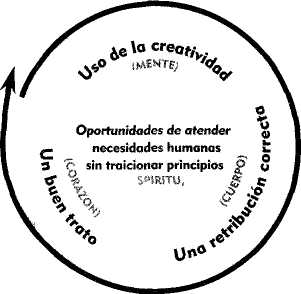 Uso de la creatividad
(MENTE)
Oportunidades de atender
necesidades humanas
sin traicionar principios
Un buen trato
(CORAZON)
Una retribución correcta
(CUERPO)